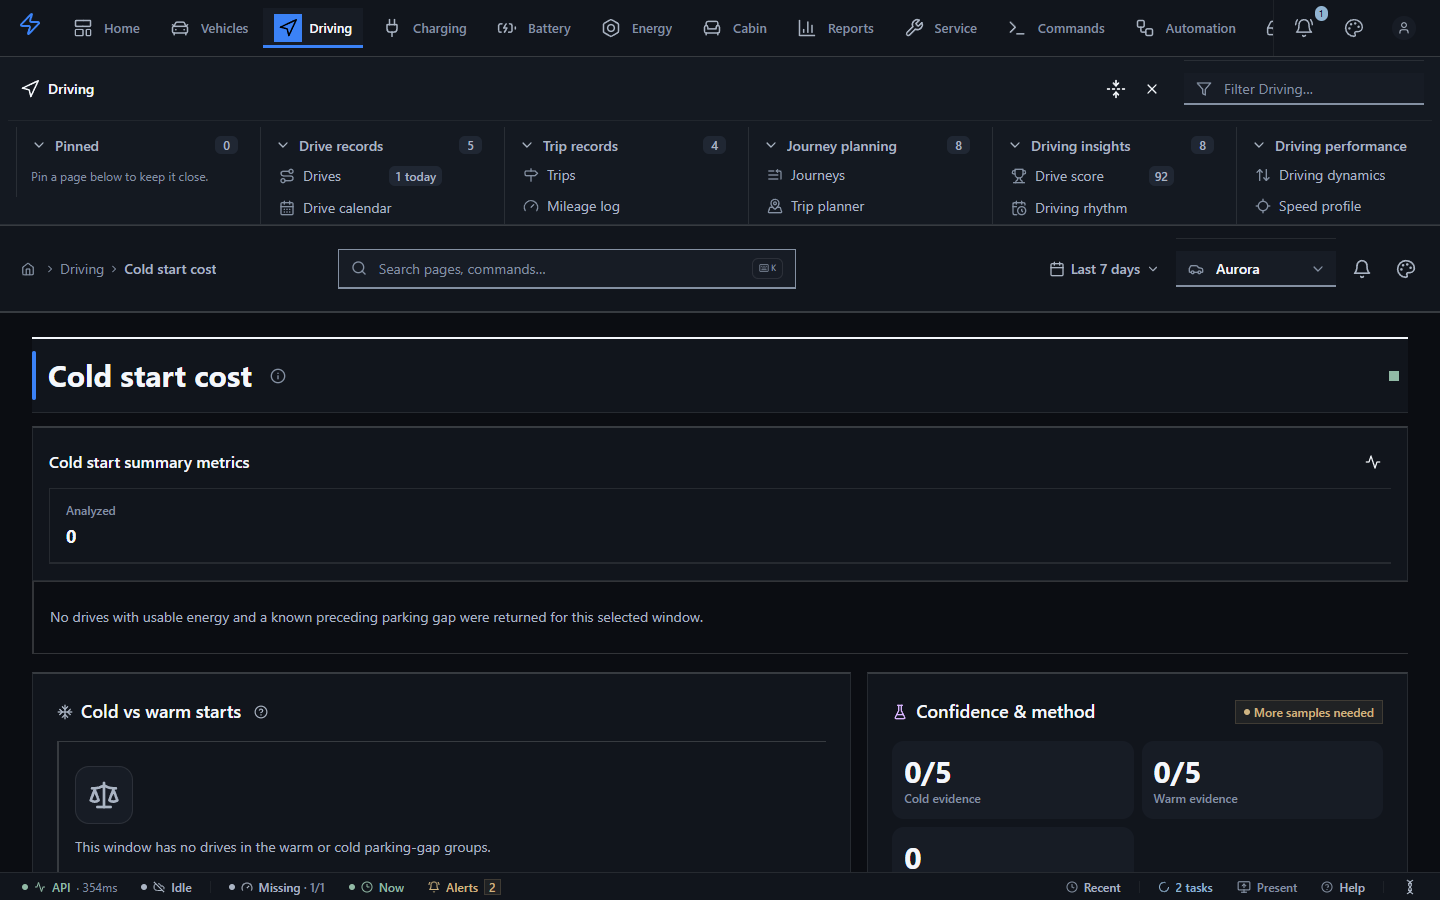 Home
Vehicles
Driving
Charging
Battery
Energy
Cabin
Reports
Service
Commands
Automation
1
Driving
Filter Driving...
Pinned 0
Pin a page below to keep it close.
Drive records 5
Drives 1 today
Drive calendar
Trip records 4
Trips
Mileage log
Journey planning 8
Journeys
Trip planner
Driving insights 8
Drive score 92
Driving rhythm
Driving performance
Driving dynamics
Speed profile
Driving
Cold start cost
Search pages, commands...
K
Last 7 days
Aurora
Cold start cost
Cold start summary metrics
Analyzed
0
No drives with usable energy and a known preceding parking gap were returned for this selected window.
Cold vs warm starts
This window has no drives in the warm or cold parking-gap groups.
Confidence & method
More samples needed
0/5
Cold evidence
0/5
Warm evidence
0
API · 354ms
Idle
Missing · 1/1
Now
Alerts 2
Recent
2 tasks
Present
Help